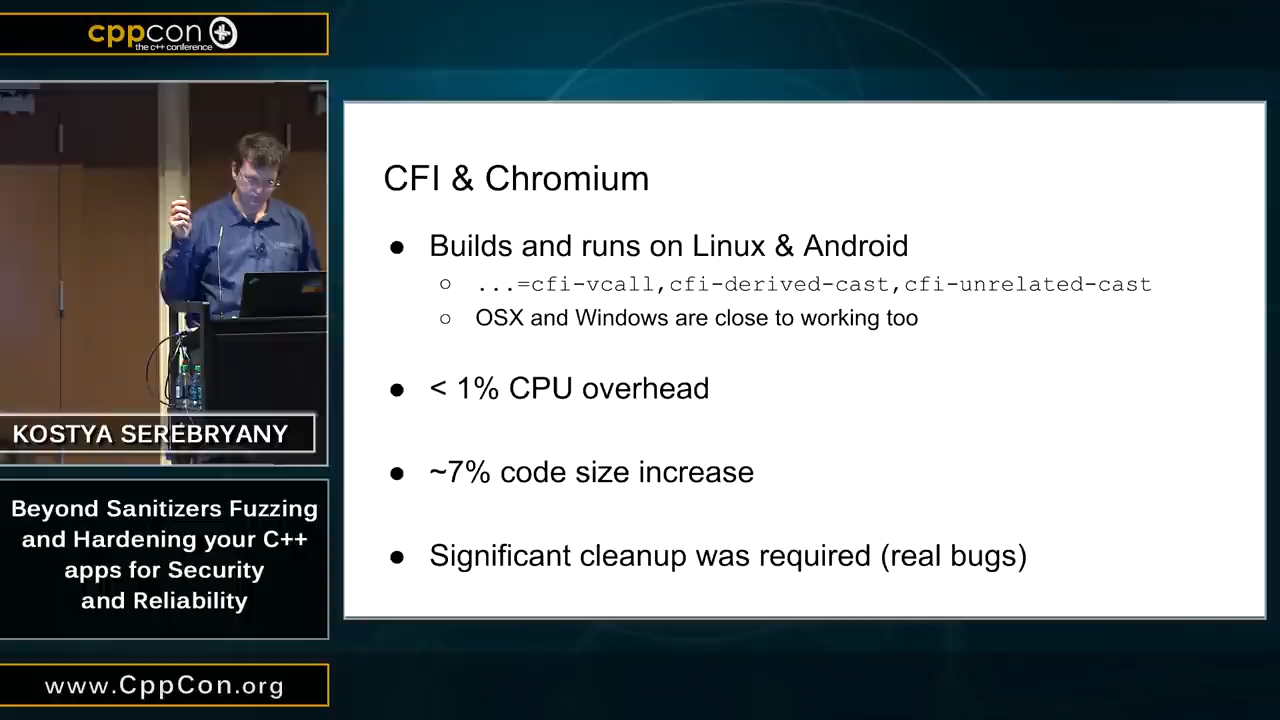 cppcon
the c++ conference
KOSTYA SEREBRYANY
Beyond Sanitizers Fuzzing
and Hardening your C++
apps for Security
and Reliability
www.CppCon.org
CFI & Chromium
● Builds and runs on Linux & Android
○ ...=cfi-vcall,cfi-derived-cast,cfi-unrelated-cast
○ OSX and Windows are close to working too
● < 1% CPU overhead
● ~7% code size increase
● Significant cleanup was required (real bugs)